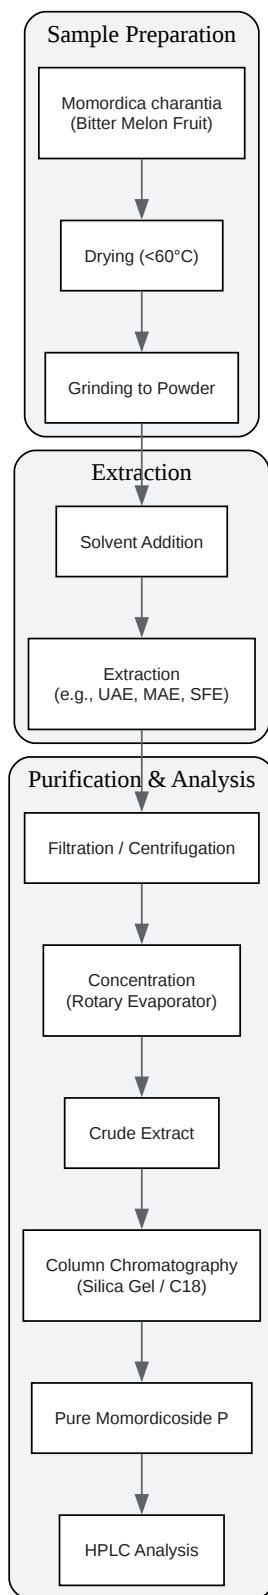 Sample Preparation
Momordica charantia
(Bitter Melon Fruit)
Drying (<60°C)
Grinding to Powder
Extraction
Solvent Addition
Extraction
(e.g., UAE, MAE, SFE)
Purification & Analysis
Filtration / Centrifugation
Concentration
(Rotary Evaporator)
Crude Extract
Column Chromatography
(Silica Gel / C18)
Pure Momordicoside P
HPLC Analysis